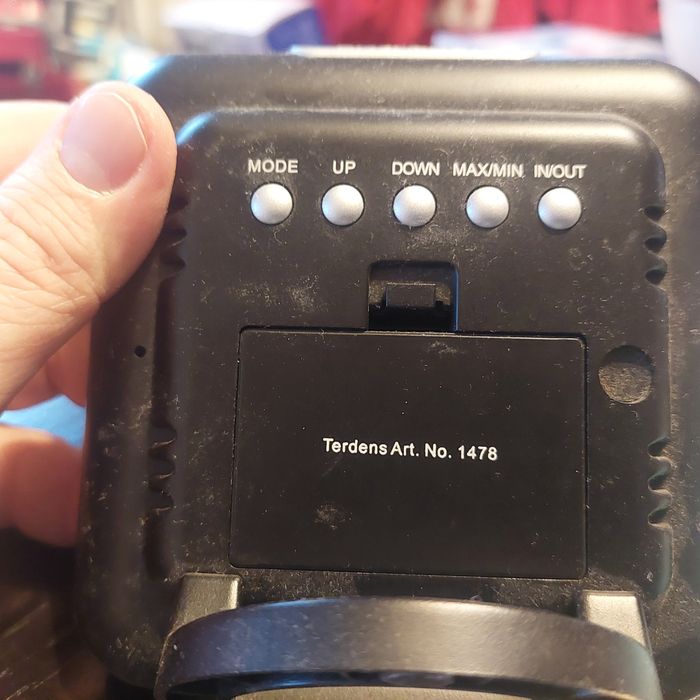 MODE UP DOWN MAX/MIN IN/OUT
Terdens Art. No. 1478